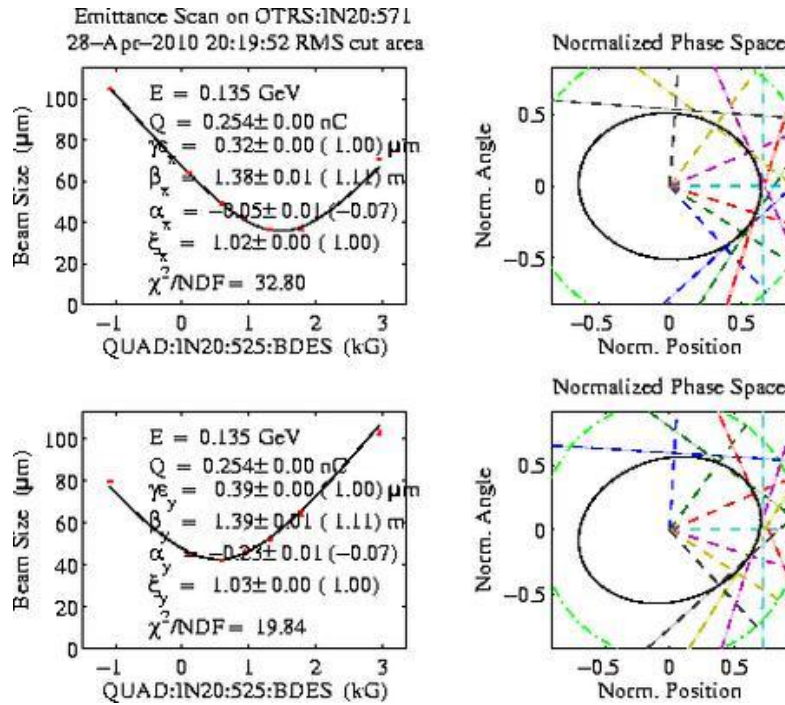 Emittance Scan on OTRS:IN20:571
28-Apr-2010 20:19:52 RMS cut area
Normalized Phase Space
Beam Size (µm)
100
80
60
40
20
0
E = 0.135 GeV
Q = 0.254± 0.00 nC
γε_x = 0.32± 0.00 ( 1.00) µm
β_x = 1.38± 0.01 ( 1.11) m
α_x = −0.05± 0.01 (−0.07)
ξ_x = 1.02± 0.00 ( 1.00)
χ²/NDF = 32.80
−1 0 1 2 3
QUAD:IN20:525:BDES (kG)
Norm. Angle
0.5
0
−0.5
−0.5 0 0.5
Norm. Position
Normalized Phase Space
Beam Size (µm)
100
80
60
40
20
0
E = 0.135 GeV
Q = 0.254± 0.00 nC
γε_y = 0.39± 0.00 ( 1.00) µm
β_y = 1.39± 0.01 ( 1.11) m
α_y = −0.23± 0.01 (−0.07)
ξ_y = 1.03± 0.00 ( 1.00)
χ²/NDF = 19.84
−1 0 1 2 3
QUAD:IN20:525:BDES (kG)
Norm. Angle
0.5
0
−0.5
−0.5 0 0.5
Norm. Position